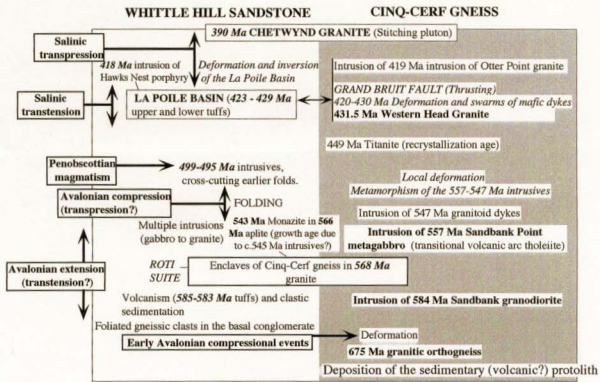 WHITTLE HILL SANDSTONE
CINQ-CERF GNEISS
Salinic
transpression
390 Ma CHETWYND GRANITE (Stitching pluton)
418 Ma intrusion of
Hawks Nest porphyry
Deformation and inversion
of the La Poile Basin
Intrusion of 419 Ma intrusion of Otter Point granite
Salinic
transtension
LA POILE BASIN (423 - 429 Ma
upper and lower tuffs)
GRAND BRUIT FAULT (Thrusting)
420-430 Ma Deformation and swarms of mafic dykes
431.5 Ma Western Head Granite
449 Ma Titanite (recrystallization age)
Penobscottian
magmatism
499-495 Ma intrusives,
cross-cutting earlier folds.
Local deformation
Metamorphism of the 557-547 Ma intrusives
Avalonian compression
(transpression?)
FOLDING
Intrusion of 547 Ma granitoid dykes
Multiple intrusions
(gabbro to granite)
543 Ma Monazite in 566
Ma aplite (growth age due
to c.545 Ma intrusives?)
Intrusion of 557 Ma Sandbank Point
metagabbro (transitional volcanic arc tholeiite)
Avalonian extension
(transtension?)
ROTI
SUITE
Enclaves of Cinq-Cerf gneiss in 568 Ma
granite
Volcanism (585-583 Ma tuffs) and clastic
sedimentation
Intrusion of 584 Ma Sandbank granodiorite
Foliated gneissic clasts in the basal conglomerate
Early Avalonian compressional events
Deformation
675 Ma granitic orthogneiss
Deposition of the sedimentary (volcanic?) protolith